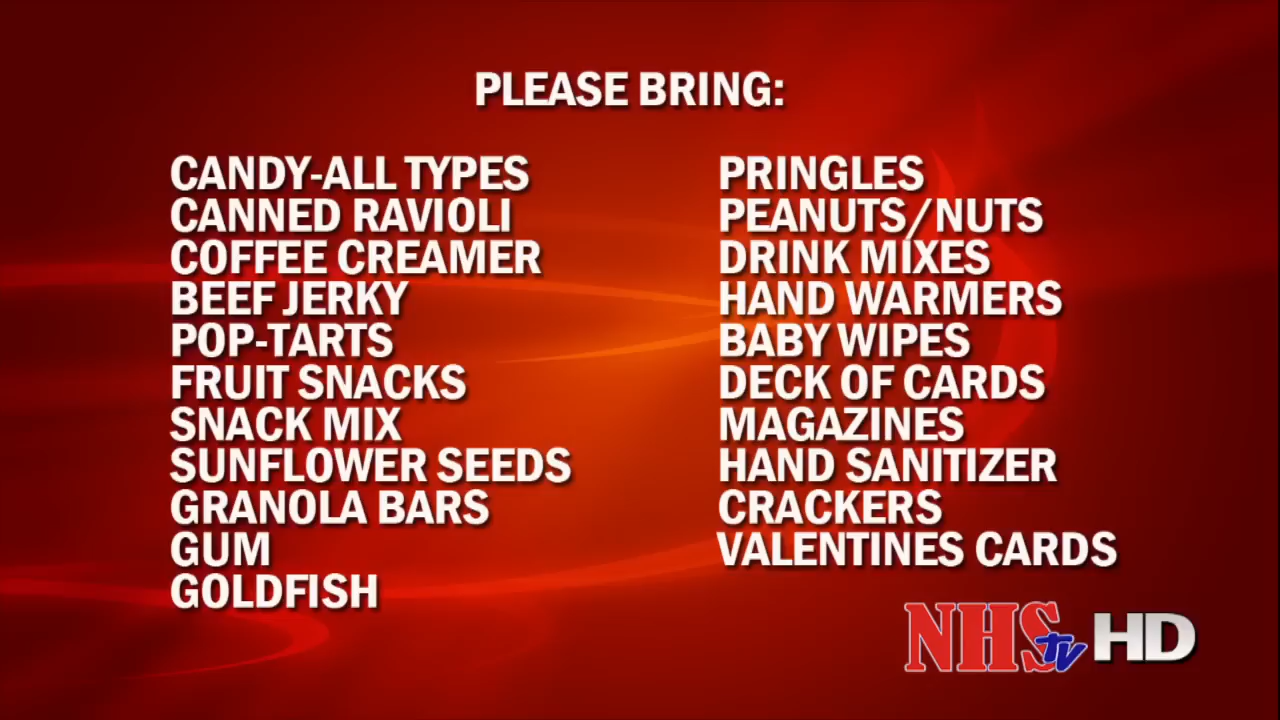 PLEASE BRING:
CANDY-ALL TYPES
CANNED RAVIOLI
COFFEE CREAMER
BEEF JERKY
POP-TARTS
FRUIT SNACKS
SNACK MIX
SUNFLOWER SEEDS
GRANOLA BARS
GUM
GOLDFISH
PRINGLES
PEANUTS/NUTS
DRINK MIXES
HAND WARMERS
BABY WIPES
DECK OF CARDS
MAGAZINES
HAND SANITIZER
CRACKERS
VALENTINES CARDS
NHS TV HD